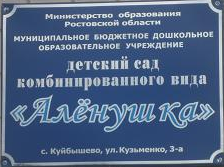 Министерство образования
Ростовской области
МУНИЦИПАЛЬНОЕ БЮДЖЕТНОЕ ДОШКОЛЬНОЕ
ОБРАЗОВАТЕЛЬНОЕ УЧРЕЖДЕНИЕ
детский сад
комбинированного вида
«Алёнушка»
с. Куйбышево, ул. Кузьменко, 3-а